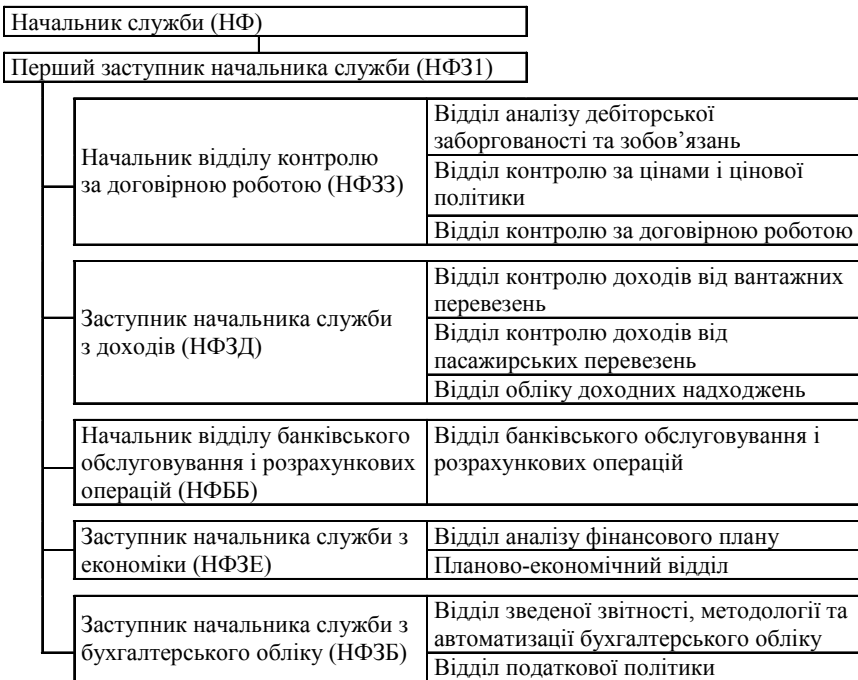 Начальник служби (НФ)
Перший заступник начальника служби (НФЗ1)
Начальник відділу контролю
за договірною роботою (НФЗЗ)
Відділ аналізу дебіторської
заборгованості та зобов’язань
Відділ контролю за цінами і цінової
політики
Відділ контролю за договірною роботою
Заступник начальника служби
з доходів (НФЗД)
Відділ контролю доходів від вантажних
перевезень
Відділ контролю доходів від
пасажирських перевезень
Відділ обліку доходних надходжень
Начальник відділу банківського
обслуговування і розрахункових
операцій (НФББ)
Відділ банківського обслуговування і
розрахункових операцій
Заступник начальника служби з
економіки (НФЗЕ)
Відділ аналізу фінансового плану
Планово-економічний відділ
Заступник начальника служби з
бухгалтерського обліку (НФЗБ)
Відділ зведеної звітності, методології та
автоматизації бухгалтерського обліку
Відділ податкової політики